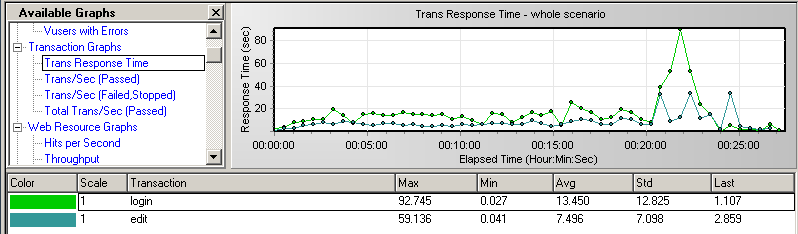 Available Graphs
Vusers with Errors
Transaction Graphs
Trans Response Time
Trans/Sec (Passed)
Trans/Sec (Failed,Stopped)
Total Trans/Sec (Passed)
Web Resource Graphs
Hits per Second
Throughput
Trans Response Time - whole scenario
Response Time (sec)
80
60
40
20
00:00:00 00:05:00 00:10:00 00:15:00 00:20:00 00:25:00
Elapsed Time (Hour:Min:Sec)
Color Scale Transaction Max Min Avg Std Last
1 login 92.745 0.027 13.450 12.825 1.107
1 edit 59.136 0.041 7.496 7.098 2.859